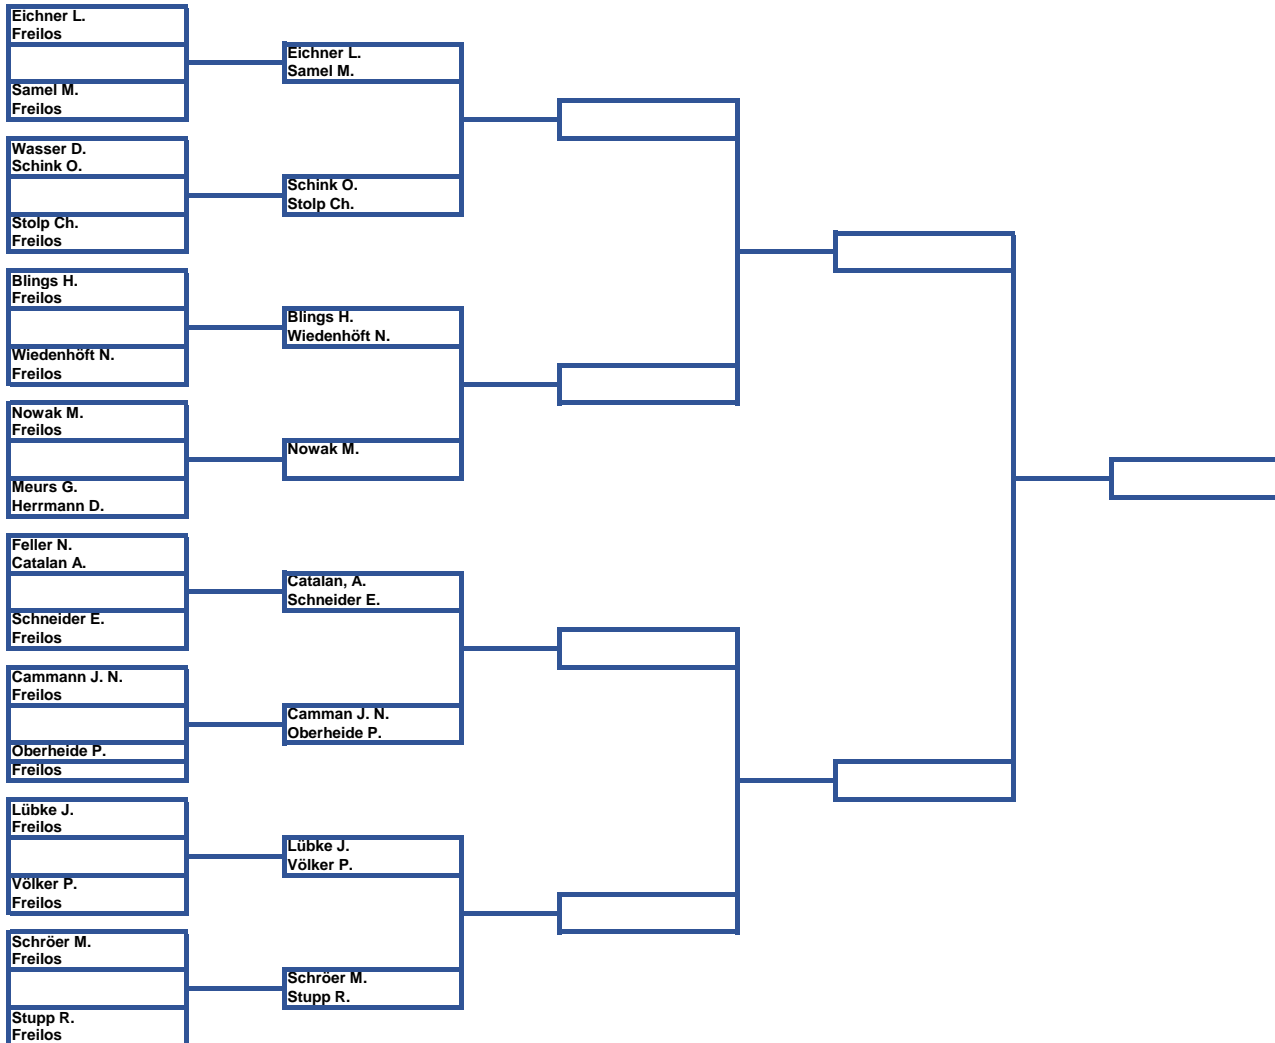 Eichner L.
Freilos
Samel M.
Freilos
Wasser D.
Schink O.
Stolp Ch.
Freilos
Blings H.
Freilos
Wiedenhöft N.
Freilos
Nowak M.
Freilos
Meurs G.
Herrmann D.
Feller N.
Catalan A.
Schneider E.
Freilos
Cammann J. N.
Freilos
Oberheide P.
Freilos
Lübke J.
Freilos
Völker P.
Freilos
Schröer M.
Freilos
Stupp R.
Freilos
Eichner L.
Samel M.
Schink O.
Stolp Ch.
Blings H.
Wiedenhöft N.
Nowak M.
Catalan, A.
Schneider E.
Camman J. N.
Oberheide P.
Lübke J.
Völker P.
Schröer M.
Stupp R.